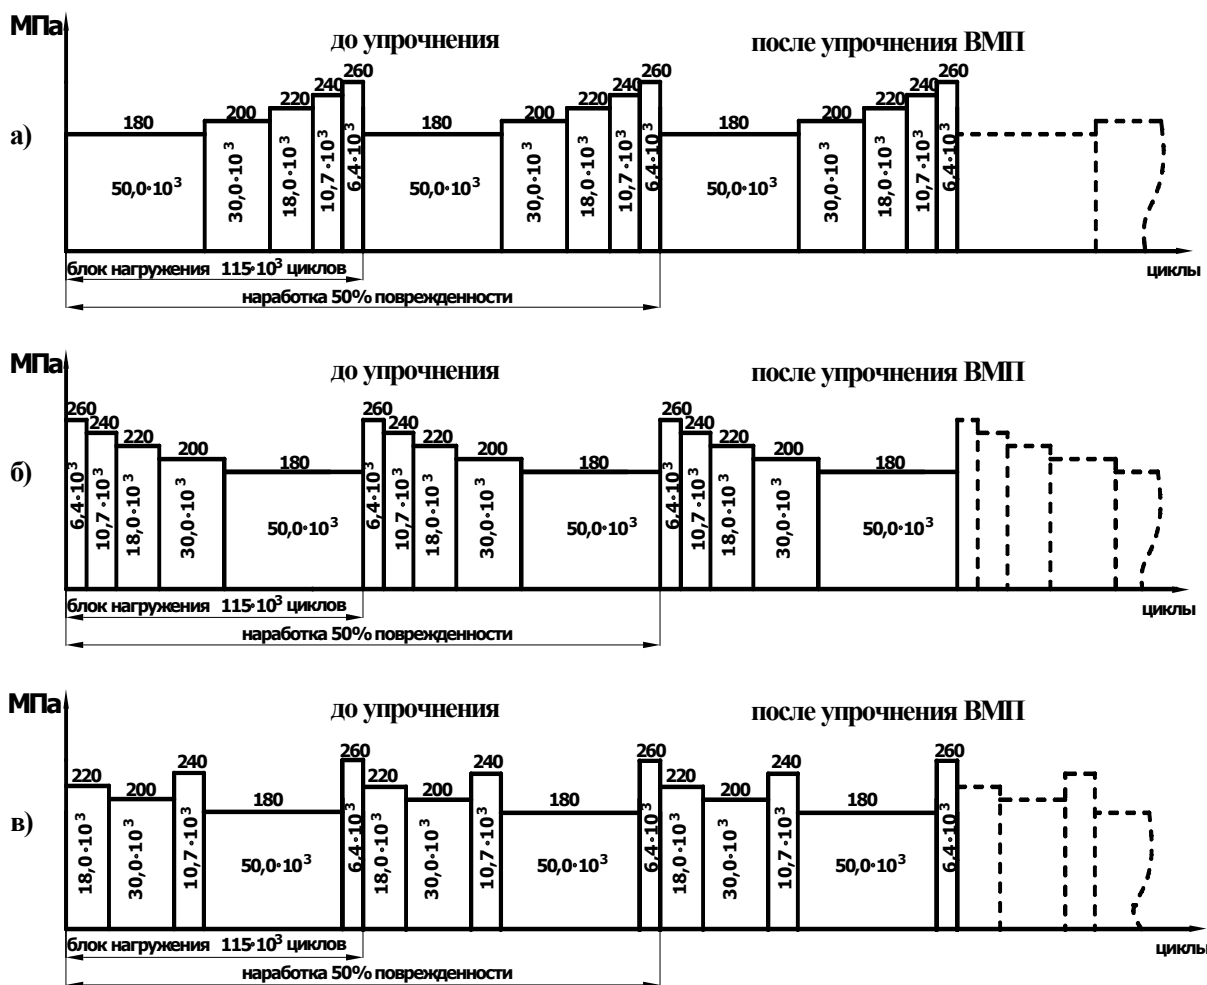 МПа
до упрочнения
после упрочнения ВМП
а)
180 200 220 240 260 180 200 220 240 260 180 200 220 240 260
50,0•10³ 30,0•10³ 18,0•10³ 10,7•10³ 6,4•10³ 50,0•10³ 30,0•10³ 18,0•10³ 10,7•10³ 6,4•10³ 50,0•10³ 30,0•10³ 18,0•10³ 10,7•10³ 6,4•10³
блок нагружения 115•10³ циклов
циклы
наработка 50% поврежденности
МПа
до упрочнения
после упрочнения ВМП
б)
260 240 220 200 180 260 240 220 200 180 260 240 220 200 180
6,4•10³ 10,7•10³ 18,0•10³ 30,0•10³ 50,0•10³ 6,4•10³ 10,7•10³ 18,0•10³ 30,0•10³ 50,0•10³ 6,4•10³ 10,7•10³ 18,0•10³ 30,0•10³ 50,0•10³
блок нагружения 115•10³ циклов
циклы
наработка 50% поврежденности
МПа
до упрочнения
после упрочнения ВМП
в)
220 200 240 180 260 220 200 240 180 260 220 200 240 180 260
18,0•10³ 30,0•10³ 10,7•10³ 50,0•10³ 6,4•10³ 18,0•10³ 30,0•10³ 10,7•10³ 50,0•10³ 6,4•10³ 18,0•10³ 30,0•10³ 10,7•10³ 50,0•10³ 6,4•10³
блок нагружения 115•10³ циклов
циклы
наработка 50% поврежденности